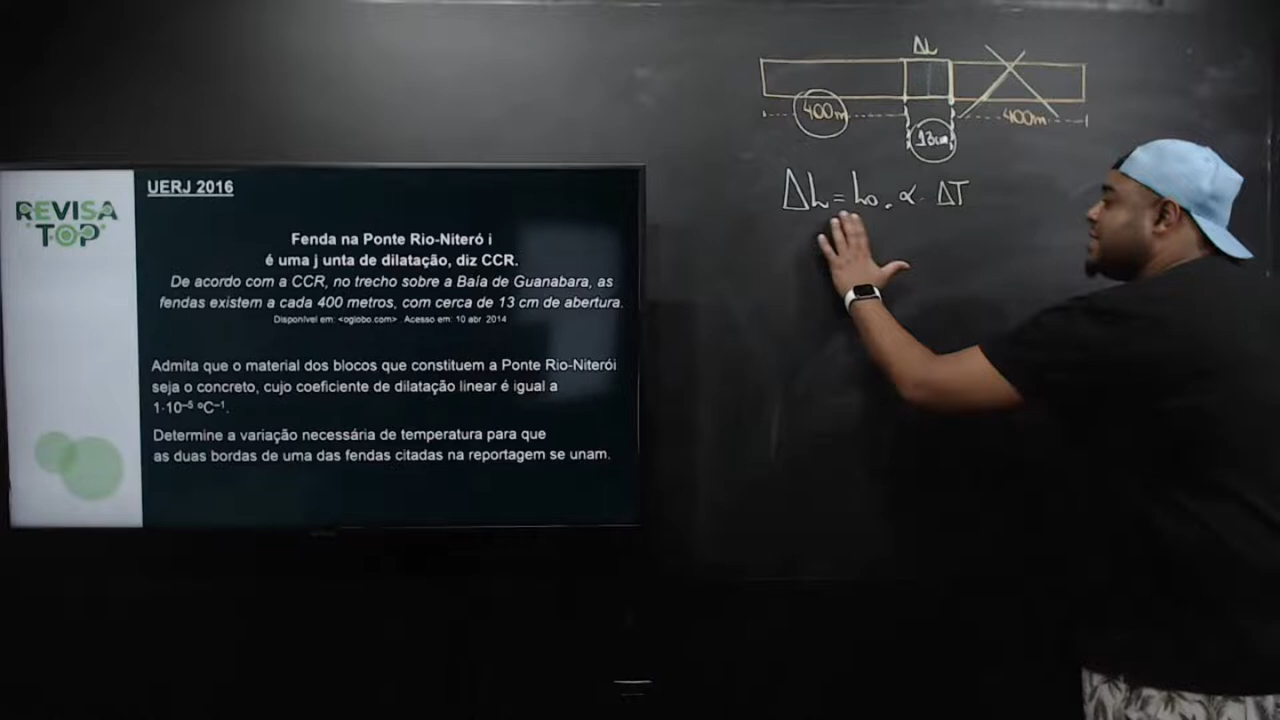 REVISA
TOP
UERJ 2016
Fenda na Ponte Rio-Niteró i
é uma j unta de dilatação, diz CCR.
De acordo com a CCR, no trecho sobre a Baía de Guanabara, as
fendas existem a cada 400 metros, com cerca de 13 cm de abertura.
Disponível em: <oglobo.com>. Acesso em: 10 abr. 2014
Admita que o material dos blocos que constituem a Ponte Rio-Niterói
seja o concreto, cujo coeficiente de dilatação linear é igual a
1·10⁻⁵ ºC⁻¹.
Determine a variação necessária de temperatura para que
as duas bordas de uma das fendas citadas na reportagem se unam.
ΔL
400m 13cm 400m
ΔL = L₀ . α . ΔT